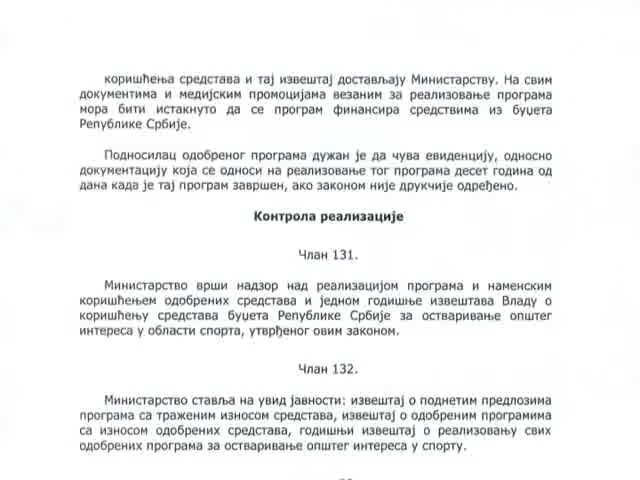 коришћења средстава и тај извештај достављају Министарству. На свим
документима и медијским промоцијама везаним за реализовање програма
мора бити истакнуто да се програм финансира средствима из буџета
Републике Србије.
Подносилац одобреног програма дужан је да чува евиденцију, односно
документацију која се односи на реализовање тог програма десет година од
дана када је тај програм завршен, ако законом није друкчије одређено.
Контрола реализације
Члан 131.
Министарство врши надзор над реализацијом програма и наменским
коришћењем одобрених средстава и једном годишње извештава Владу о
коришћењу средстава буџета Републике Србије за остваривање општег
интереса у области спорта, утврђеног овим законом.
Члан 132.
Министарство ставља на увид јавности: извештај о поднетим предлозима
програма са траженим износом средстава, извештај о одобреним програмима
са износом одобрених средстава, годишњи извештај о реализовању свих
одобрених програма за остваривање општег интереса у спорту.